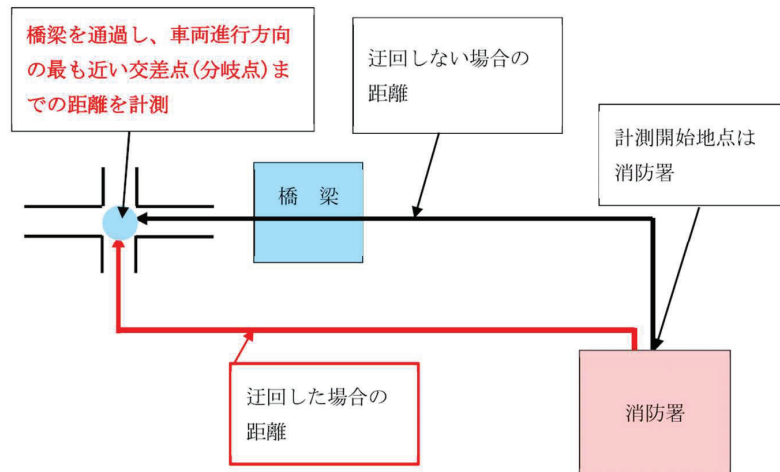 橋梁を通過し、車両進行方向
の最も近い交差点(分岐点)ま
での距離を計測
迂回しない場合の
距離
計測開始地点は
消防署
橋　梁
迂回した場合の
距離
消防署